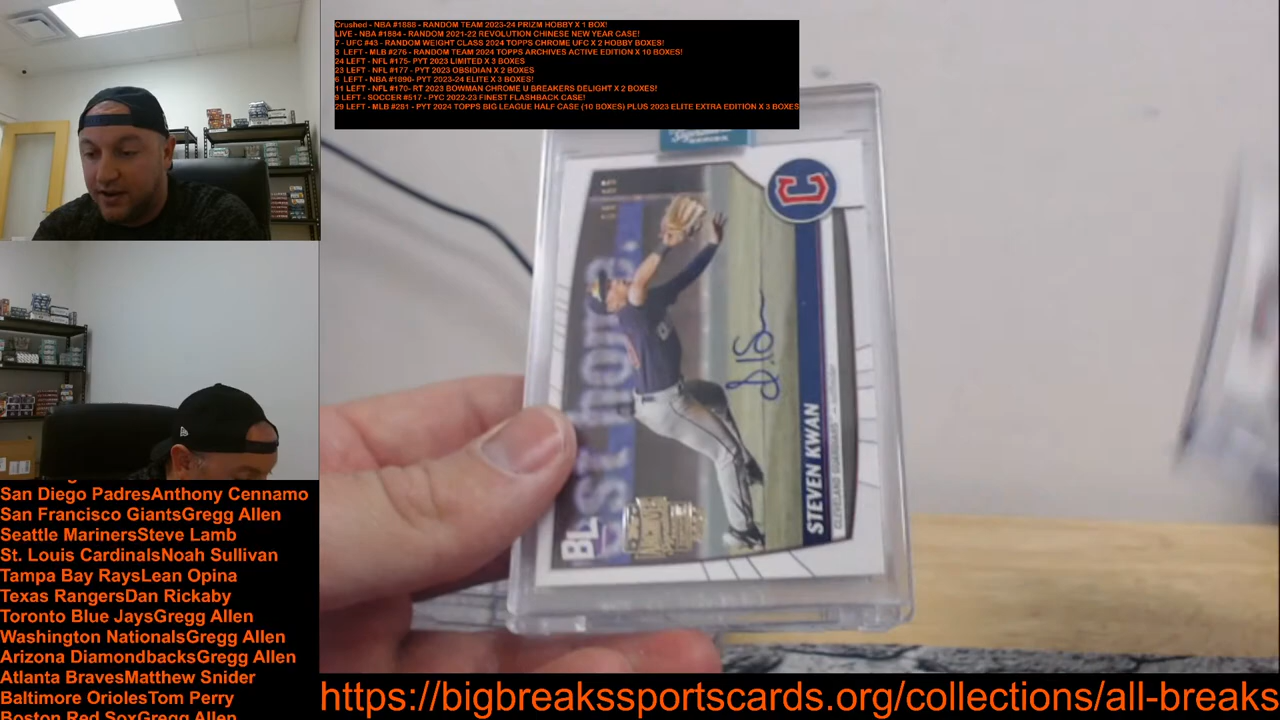 Crushed - NBA #1888 - RANDOM TEAM 2023-24 PRIZM HOBBY X 1 BOX!
LIVE - NBA #1884 - RANDOM 2021-22 REVOLUTION CHINESE NEW YEAR CASE!
7 - UFC #43 - RANDOM WEIGHT CLASS 2024 TOPPS CHROME UFC X 2 HOBBY BOXES!
3 LEFT - MLB #276 - RANDOM TEAM 2024 TOPPS ARCHIVES ACTIVE EDITION X 10 BOXES!
24 LEFT - NFL #175- PYT 2023 LIMITED X 3 BOXES
23 LEFT - NFL #177 - PYT 2023 OBSIDIAN X 2 BOXES
6 LEFT - NBA #1890- PYT 2023-24 ELITE X 3 BOXES!
11 LEFT - NFL #170- RT 2023 BOWMAN CHROME U BREAKERS DELIGHT X 2 BOXES!
9 LEFT - SOCCER #517 - PYC 2022-23 FINEST FLASHBACK CASE!
29 LEFT - MLB #281 - PYT 2024 TOPPS BIG LEAGUE HALF CASE (10 BOXES) PLUS 2023 ELITE EXTRA EDITION X 3 BOXES
C
STEVEN KWAN
CLEVELAND GUARDIANS
BL
San Diego PadresAnthony Cennamo
San Francisco GiantsGregg Allen
Seattle MarinersSteve Lamb
St. Louis CardinalsNoah Sullivan
Tampa Bay RaysLean Opina
Texas RangersDan Rickaby
Toronto Blue JaysGregg Allen
Washington NationalsGregg Allen
Arizona DiamondbacksGregg Allen
Atlanta BravesMatthew Snider
Baltimore OriolesTom Perry
Boston Red SoxGregg Allen
https://bigbreakssportscards.org/collections/all-breaks